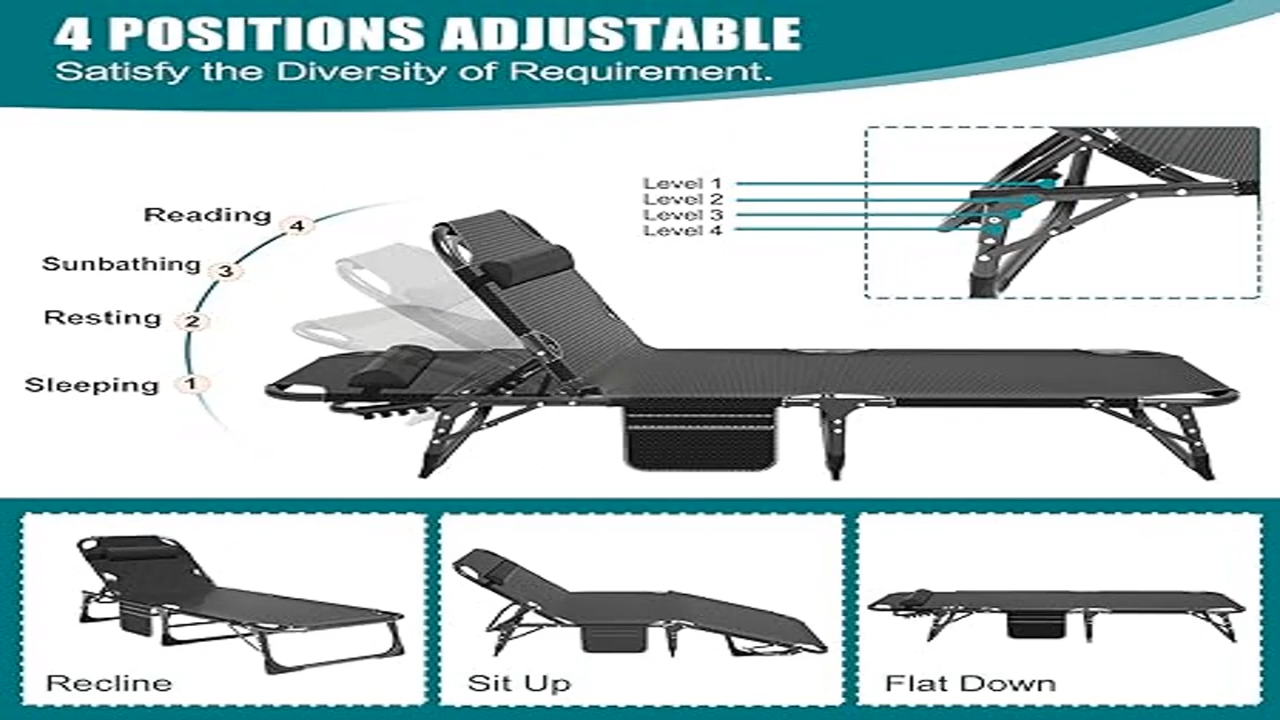 4 POSITIONS ADJUSTABLE
Satisfy the Diversity of Requirement.
Level 1
Level 2
Level 3
Level 4
Reading 4
Sunbathing 3
Resting 2
Sleeping 1
Recline
Sit Up
Flat Down